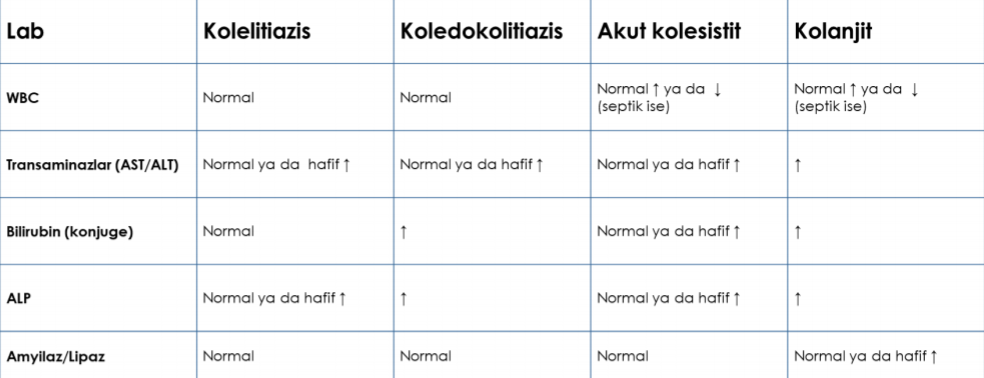 Lab Kolelitiazis Koledokolitiazis Akut kolesistit Kolanjit
WBC Normal Normal Normal ↑ ya da ↓ (septik ise) Normal ↑ ya da ↓ (septik ise)
Transaminazlar (AST/ALT) Normal ya da hafif ↑ Normal ya da hafif ↑ Normal ya da hafif ↑ ↑
Bilirubin (konjuge) Normal ↑ Normal ya da hafif ↑ ↑
ALP Normal ya da hafif ↑ ↑ Normal ya da hafif ↑ ↑
Amyilaz/Lipaz Normal Normal Normal Normal ya da hafif ↑